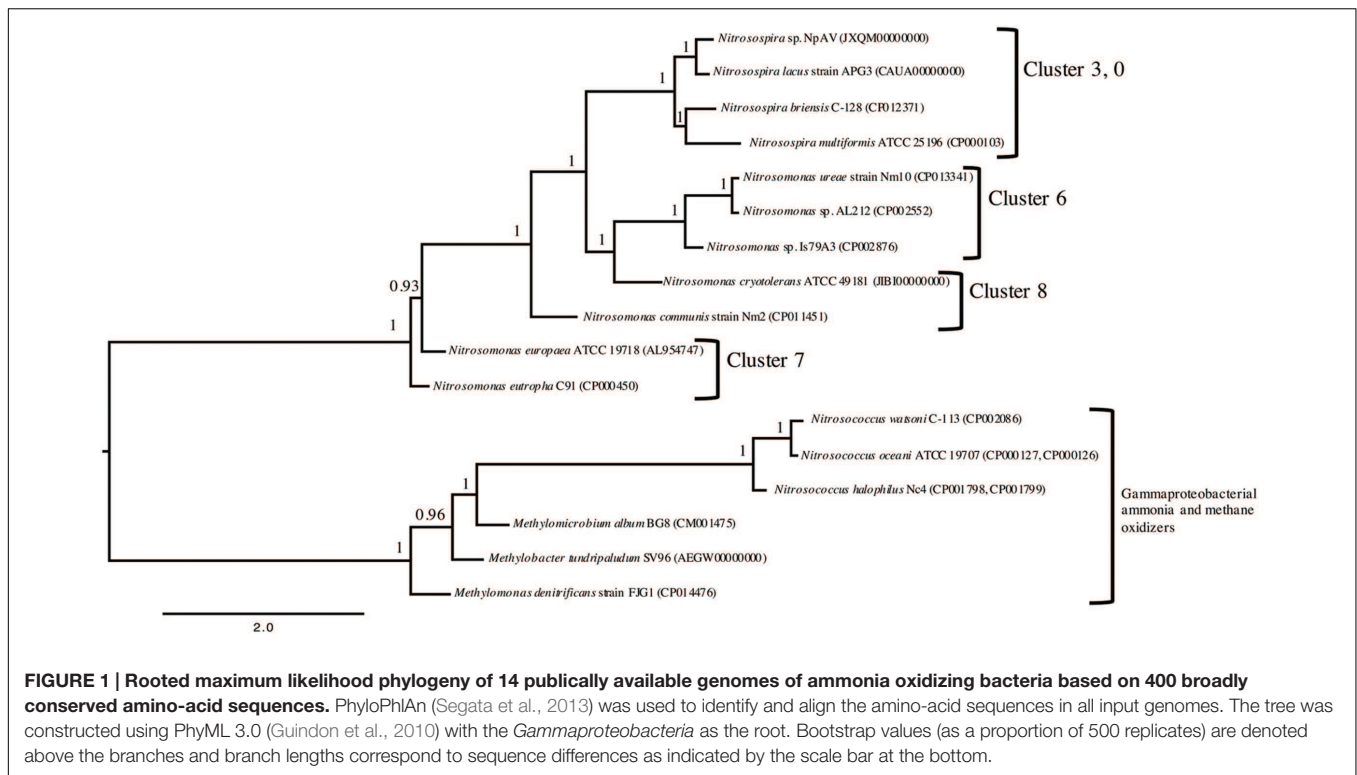 1 Nitrosospira sp. NpAV (JXQM00000000)
1 Nitrosospira lacus strain APG3 (CAUA00000000)
Cluster 3, 0
1 Nitrosospira briensis C-128 (CP012371)
Nitrosospira multiformis ATCC 25196 (CP000103)
1
1 Nitrosomonas ureae strain Nm10 (CP013341)
Cluster 6
1 Nitrosomonas sp. AL212 (CP002552)
1
1 Nitrosomonas sp. Is79A3 (CP002876)
Nitrosomonas cryotolerans ATCC 49181 (JIBI00000000)
Cluster 8
0.93
Nitrosomonas communis strain Nm2 (CP011451)
1
Nitrosomonas europaea ATCC 19718 (AL954747)
Cluster 7
Nitrosomonas eutropha C91 (CP000450)
1 Nitrosococcus watsoni C-113 (CP002086)
1 Nitrosococcus oceani ATCC 19707 (CP000127, CP000126)
1 Nitrosococcus halophilus Nc4 (CP001798, CP001799)
Gammaproteobacterial
ammonia and methane
oxidizers
0.96 Methylomicrobium album BG8 (CM001475)
1 Methylobacter tundripaludum SV96 (AEGW00000000)
Methylomonas denitrificans strain FJG1 (CP014476)
2.0
FIGURE 1 | Rooted maximum likelihood phylogeny of 14 publically available genomes of ammonia oxidizing bacteria based on 400 broadly
conserved amino-acid sequences. PhyloPhlAn (Segata et al., 2013) was used to identify and align the amino-acid sequences in all input genomes. The tree was
constructed using PhyML 3.0 (Guindon et al., 2010) with the Gammaproteobacteria as the root. Bootstrap values (as a proportion of 500 replicates) are denoted
above the branches and branch lengths correspond to sequence differences as indicated by the scale bar at the bottom.